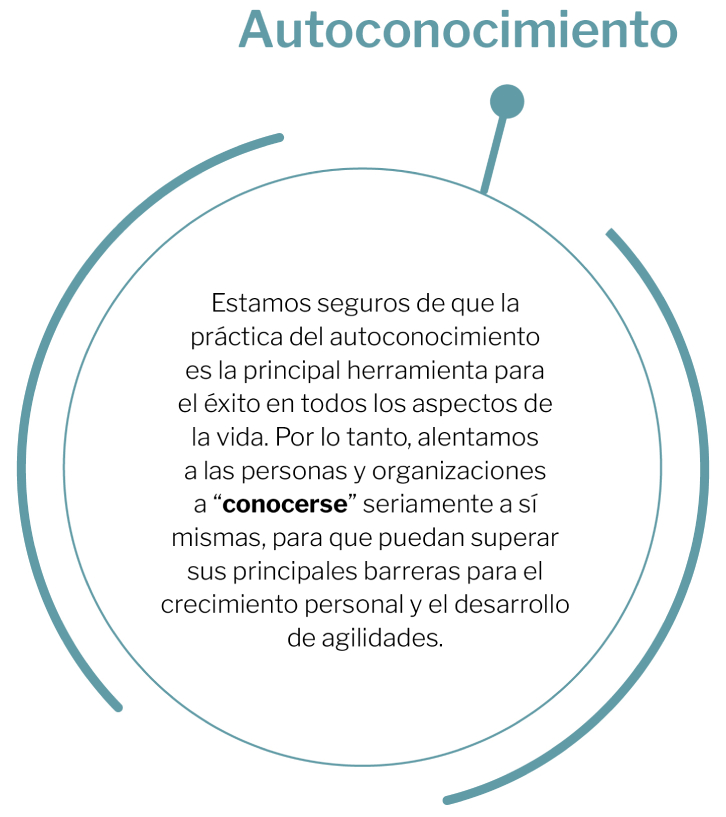 Autoconocimiento
Estamos seguros de que la
práctica del autoconocimiento
es la principal herramienta para
el éxito en todos los aspectos de
la vida. Por lo tanto, alentamos
a las personas y organizaciones
a “conocerse” seriamente a sí
mismas, para que puedan superar
sus principales barreras para el
crecimiento personal y el desarrollo
de agilidades.